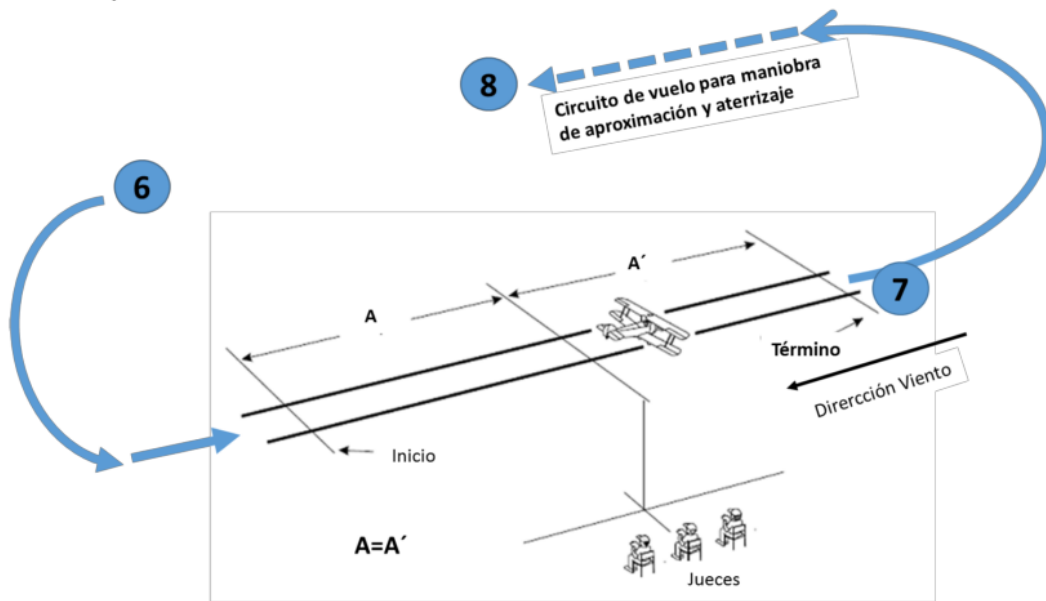 8
Circuito de vuelo para maniobra
de aproximación y aterrizaje
6
A´
7
A
Término
Dirercción Viento
Inicio
A=A´
Jueces